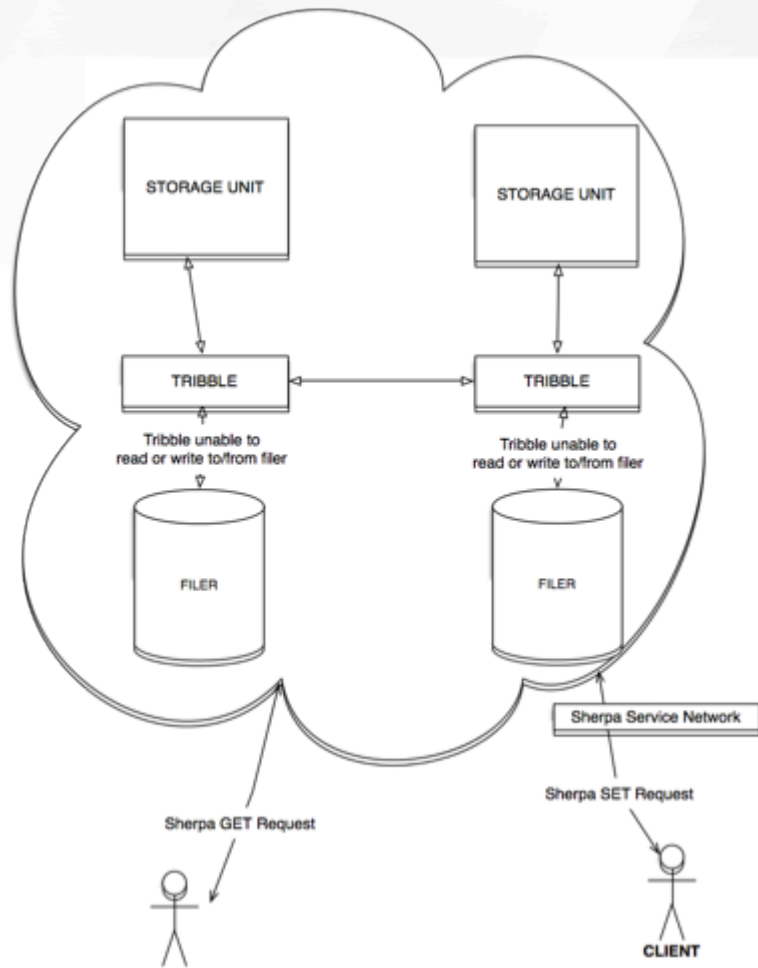 STORAGE UNIT
STORAGE UNIT
TRIBBLE
TRIBBLE
Tribble unable to
read or write to/from filer
Tribble unable to
read or write to/from filer
FILER
FILER
Sherpa Service Network
Sherpa SET Request
Sherpa GET Request
CLIENT